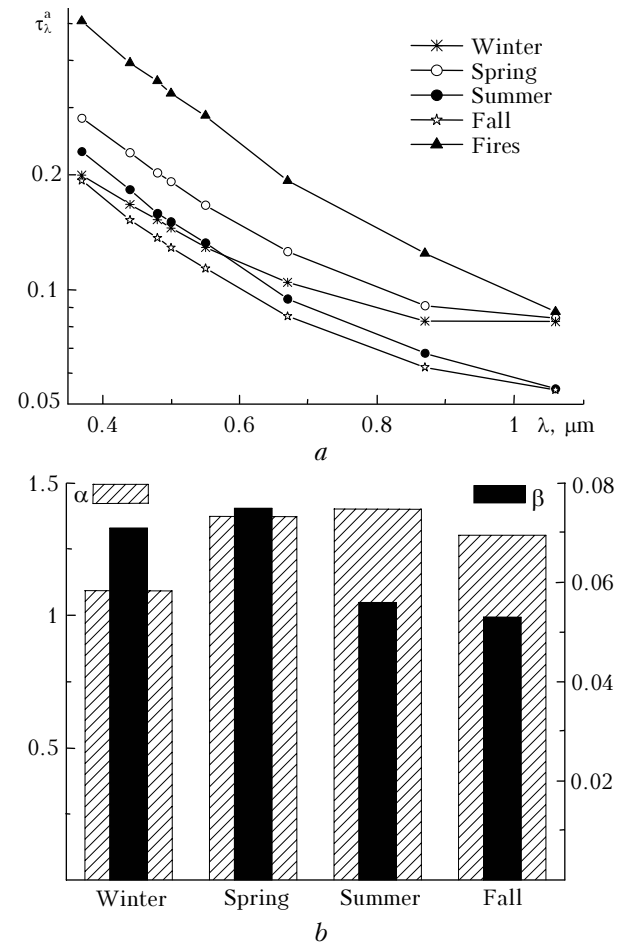 τλᵃ
Winter
Spring
Summer
Fall
Fires
0.2
0.1
0.05
0.4 0.6 0.8 1 λ, μm
a
1.5 α β 0.08
0.06
1
0.04
0.5
0.02
Winter Spring Summer Fall
b